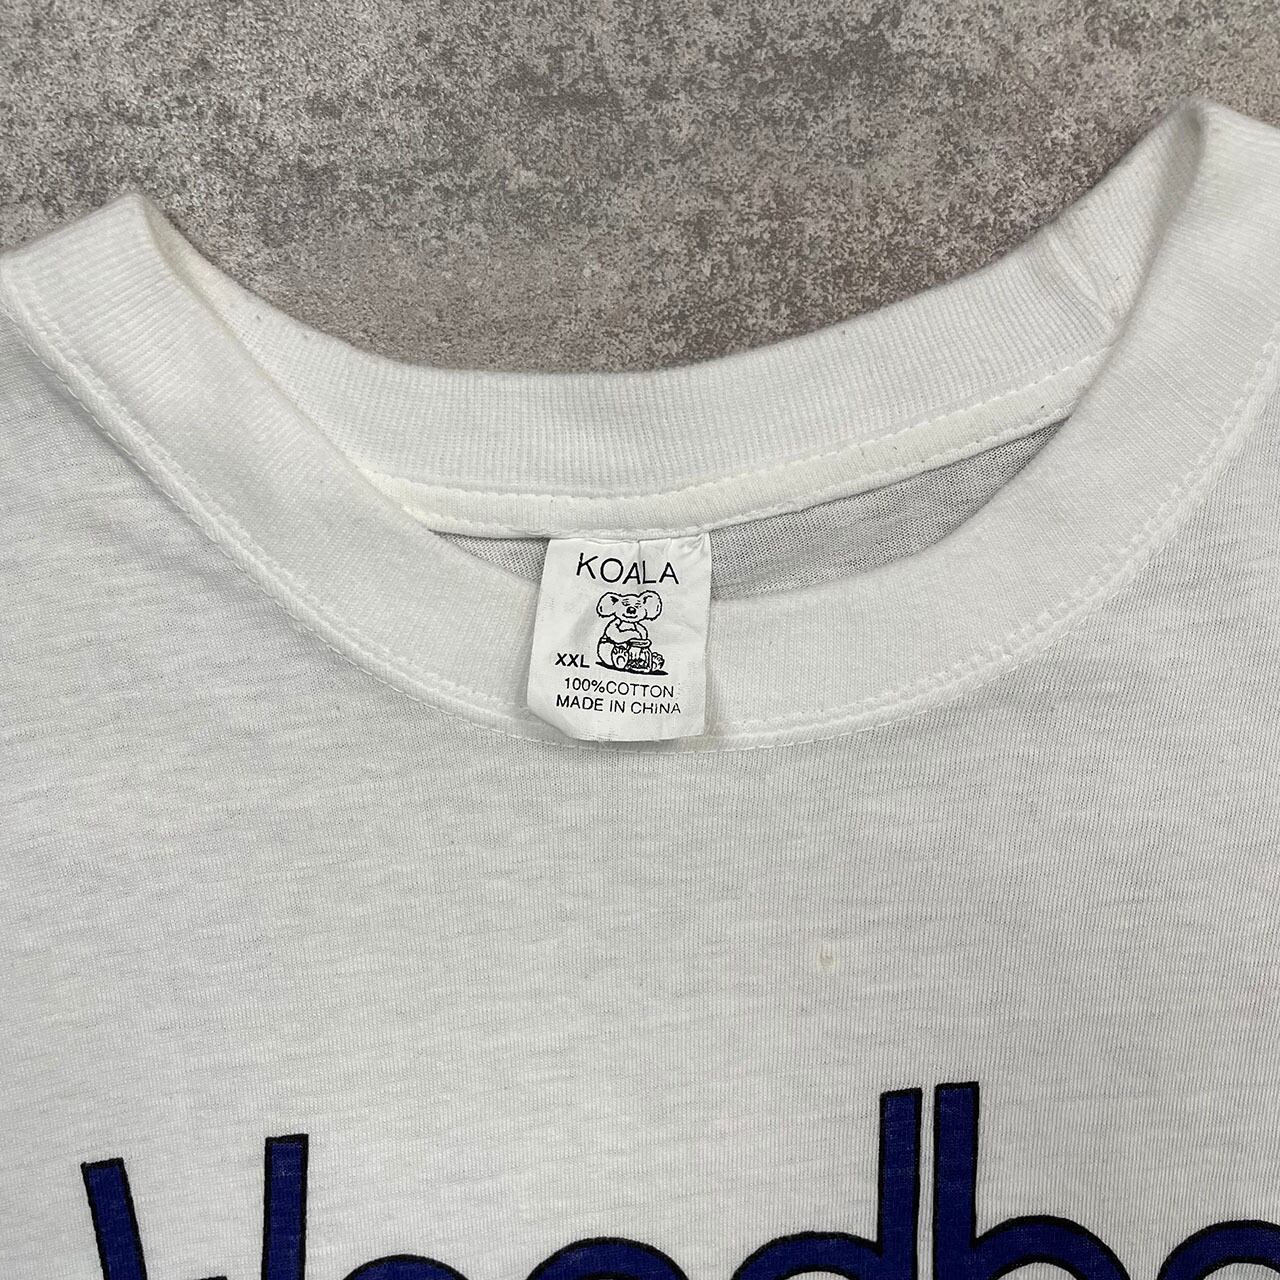 KOALA
XXL
100%COTTON
MADE IN CHINA